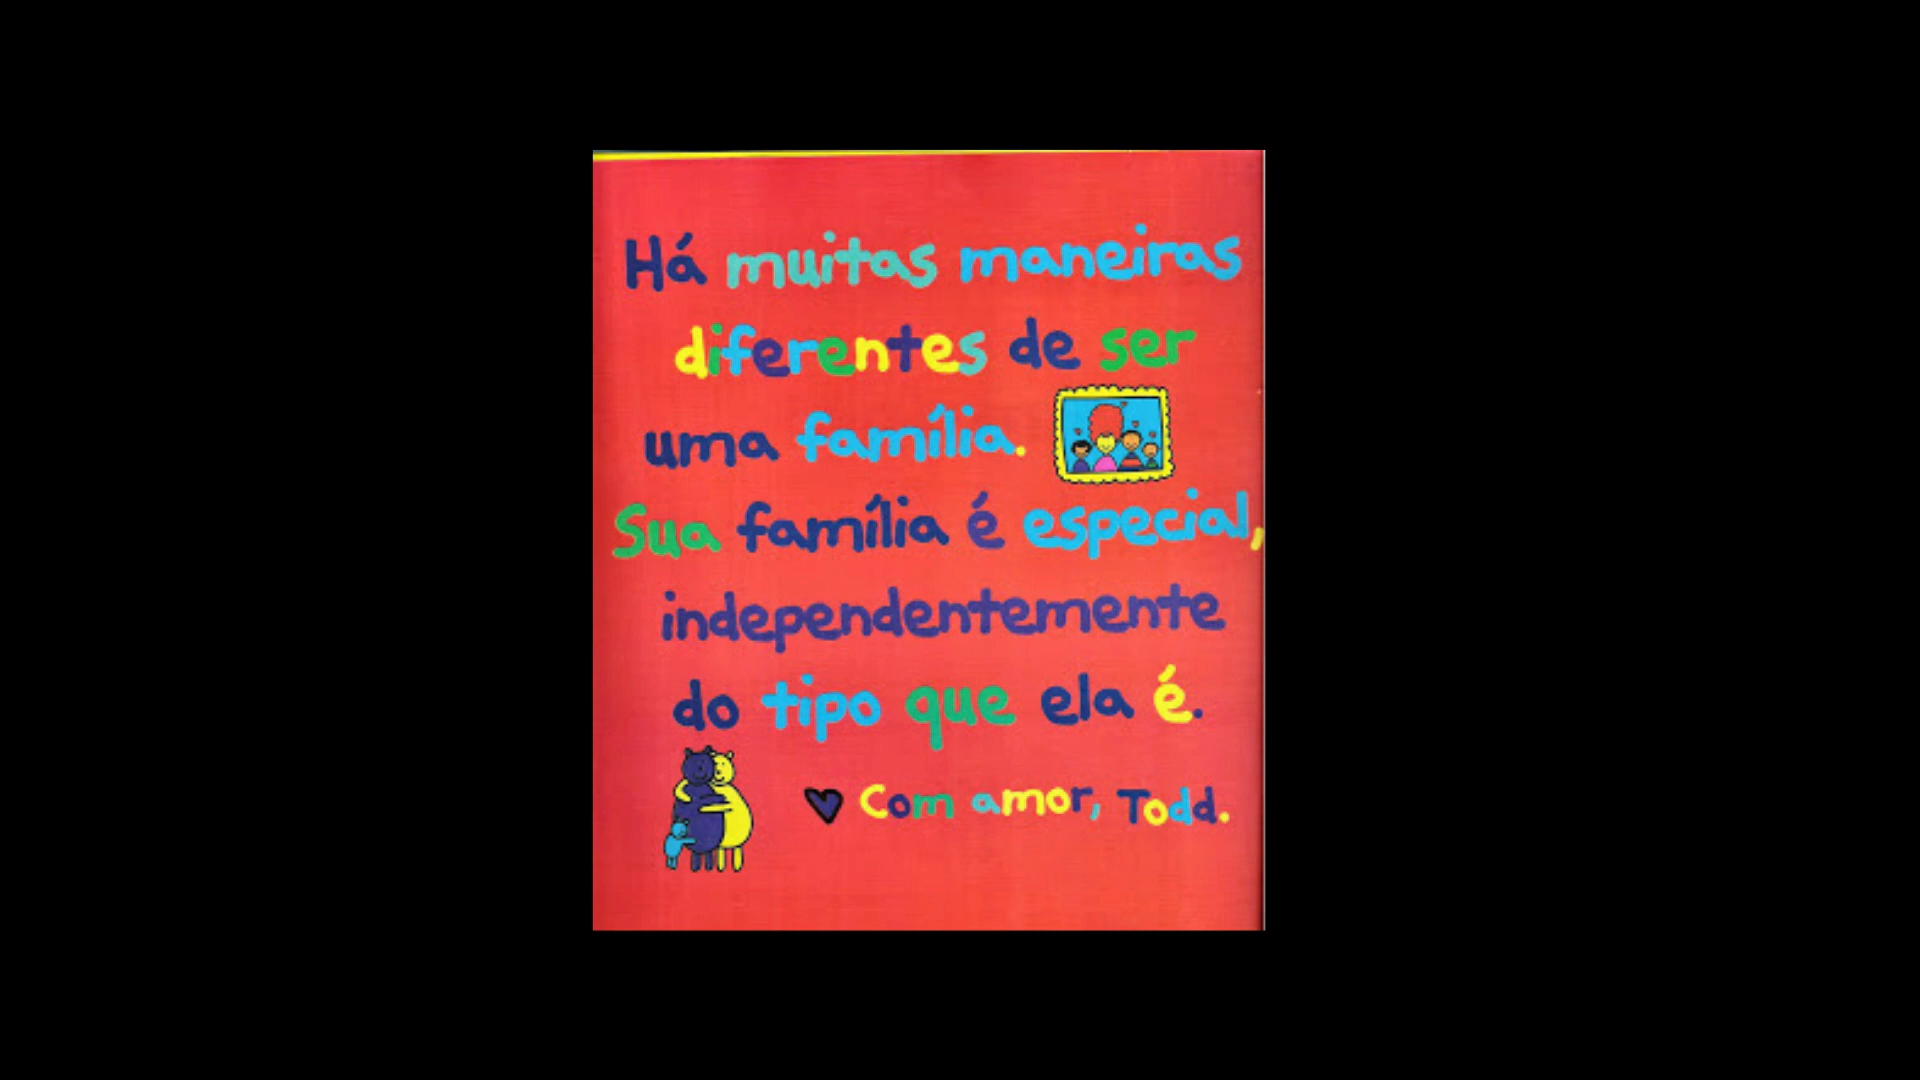 Há muitas maneiras
diferentes de ser
uma família.
Sua família é especial,
independentemente
do tipo que ela é.
Com amor, Todd.